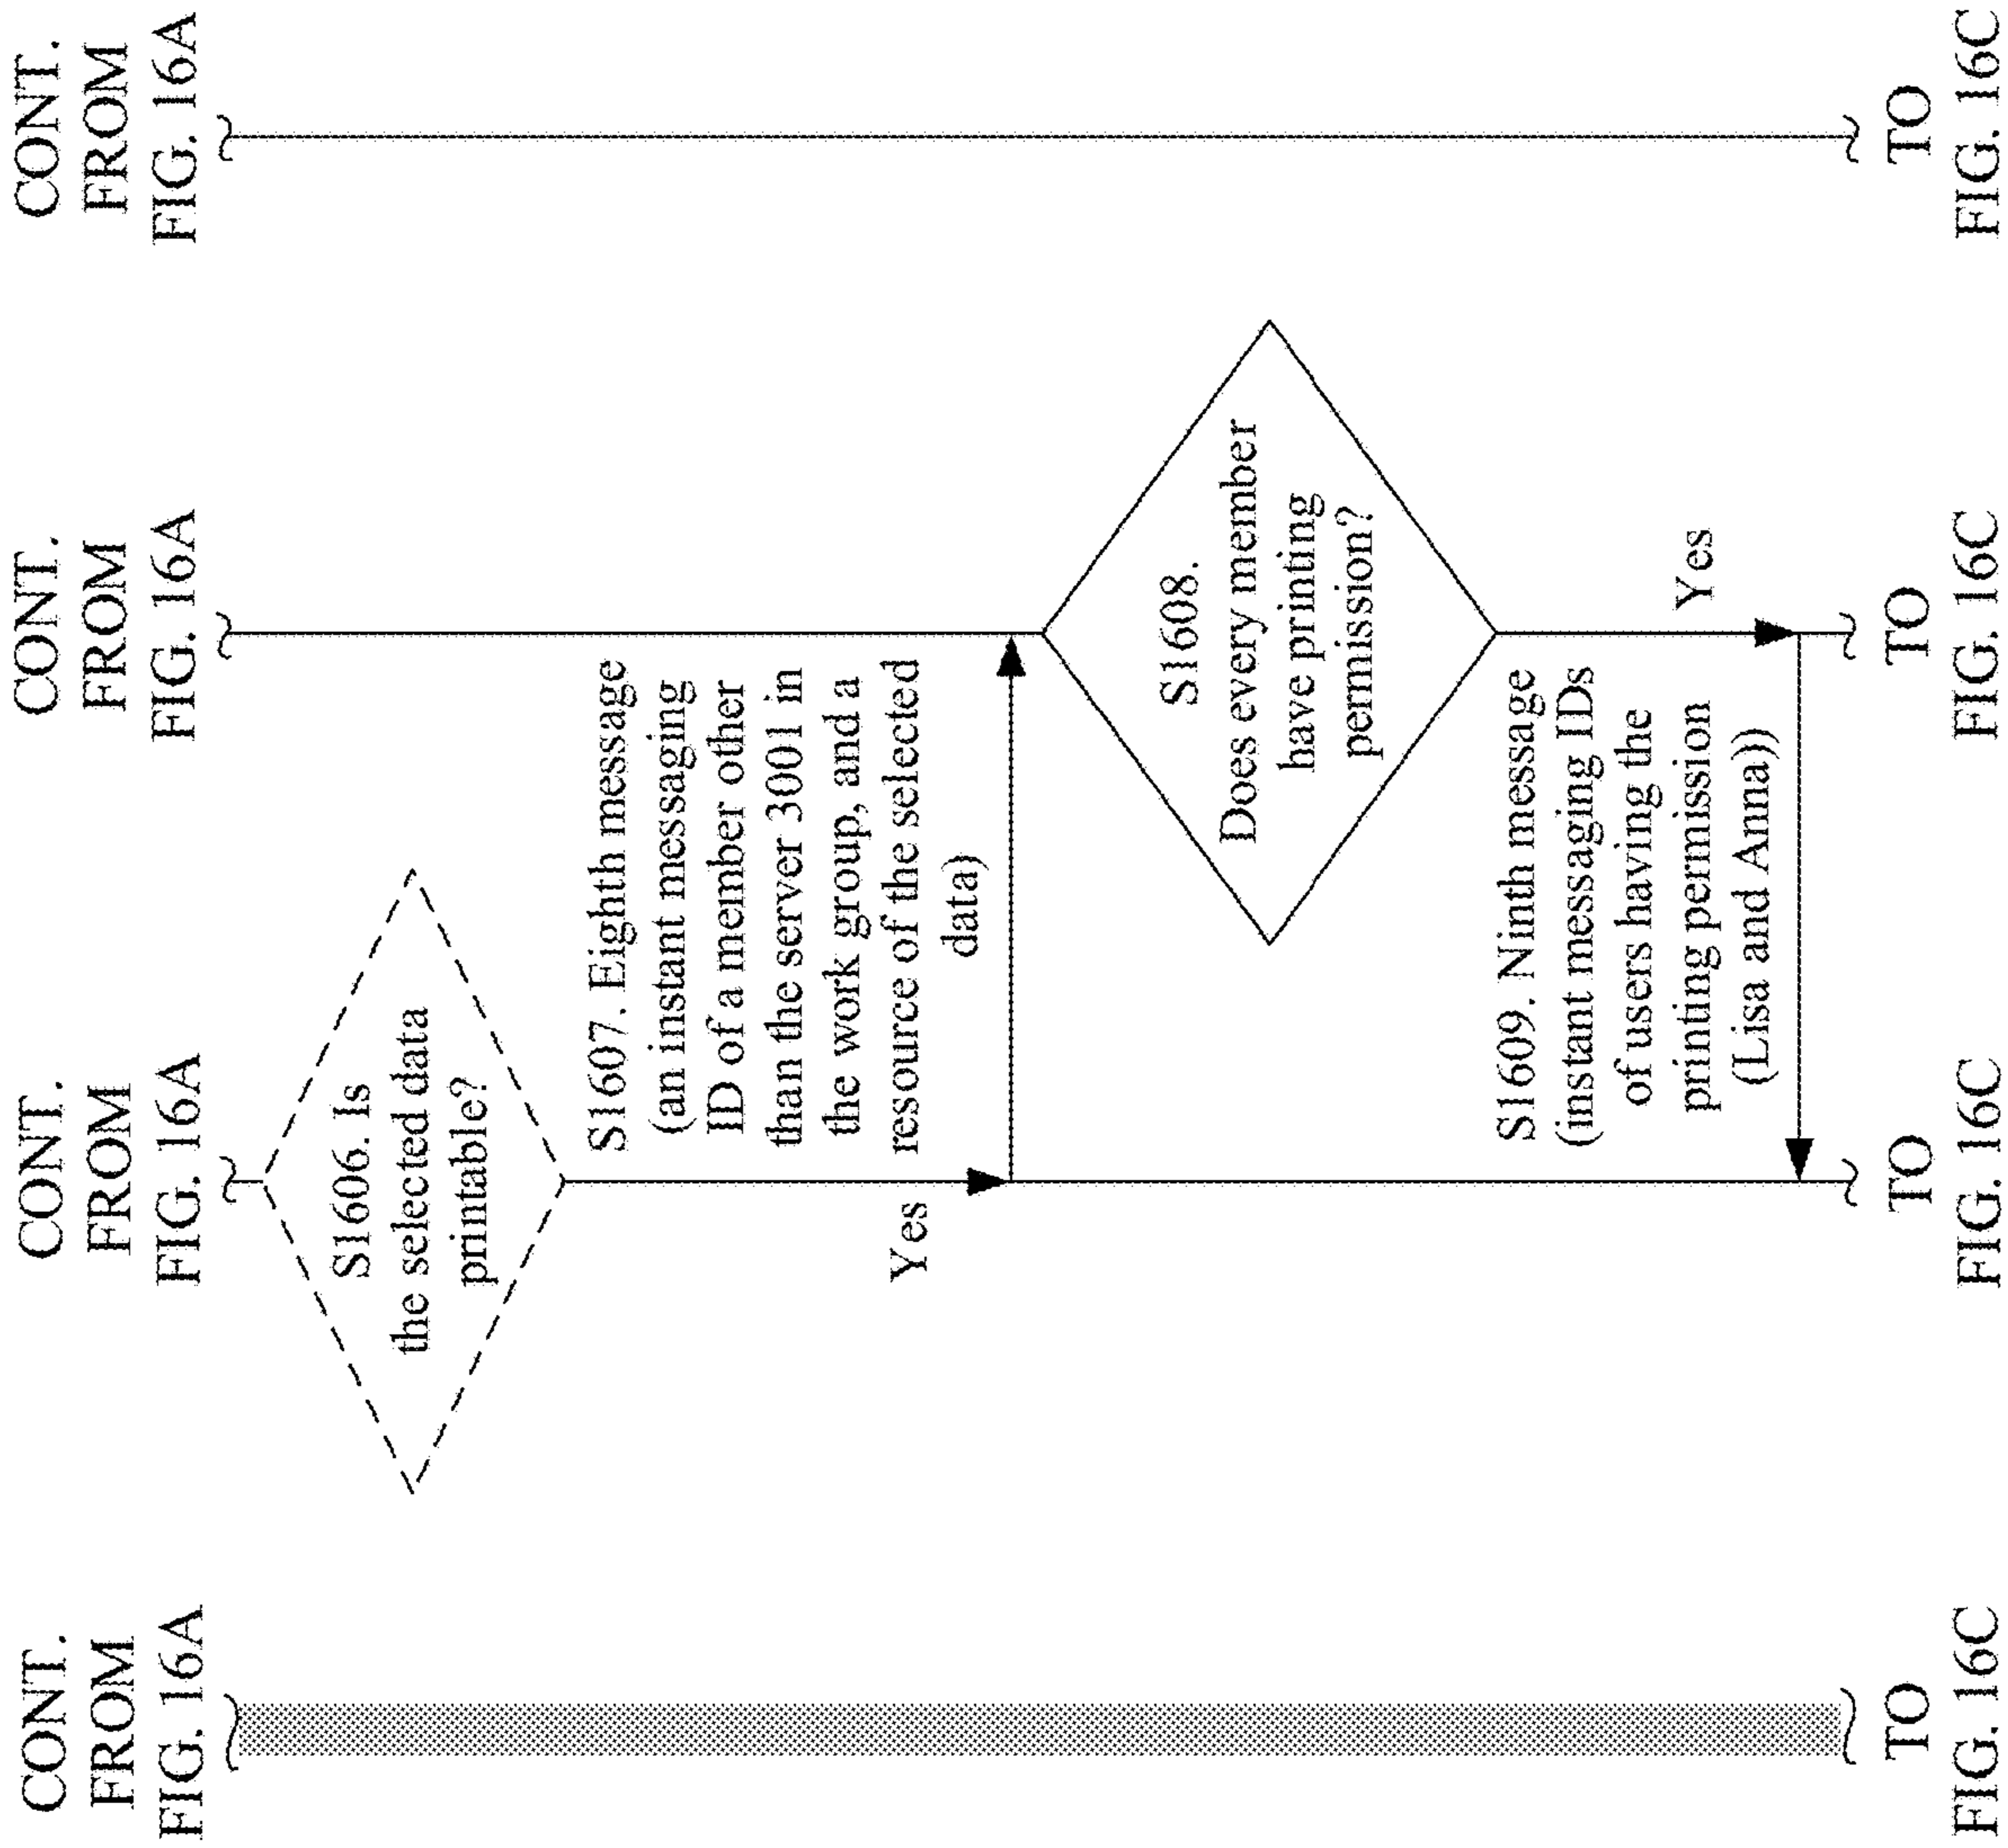 CONT.
FROM
FIG. 16A
CONT.
FROM
FIG. 16A
CONT.
FROM
FIG. 16A
CONT.
FROM
FIG. 16A
S1606. Is
the selected data
printable?
Yes
S1607. Eighth message
(an instant messaging
ID of a member other
than the server 3001 in
the work group, and a
resource of the selected
data)
S1608.
Does every member
have printing
permission?
Yes
S1609. Ninth message
(instant messaging IDs
of users having the
printing permission
(Lisa and Anna))
TO
FIG. 16C
TO
FIG. 16C
TO
FIG. 16C
TO
FIG. 16C